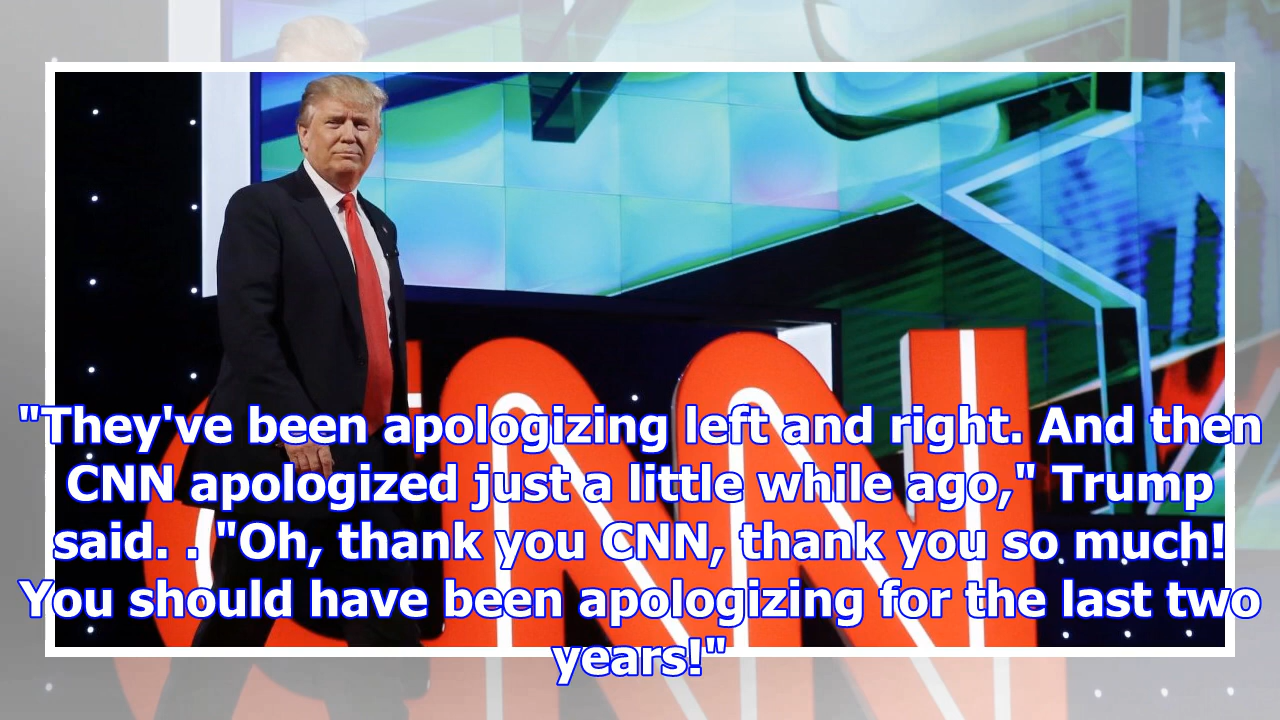 CNN
"They've been apologizing left and right. And then
CNN apologized just a little while ago," Trump
said. . "Oh, thank you CNN, thank you so much!
You should have been apologizing for the last two
years!"